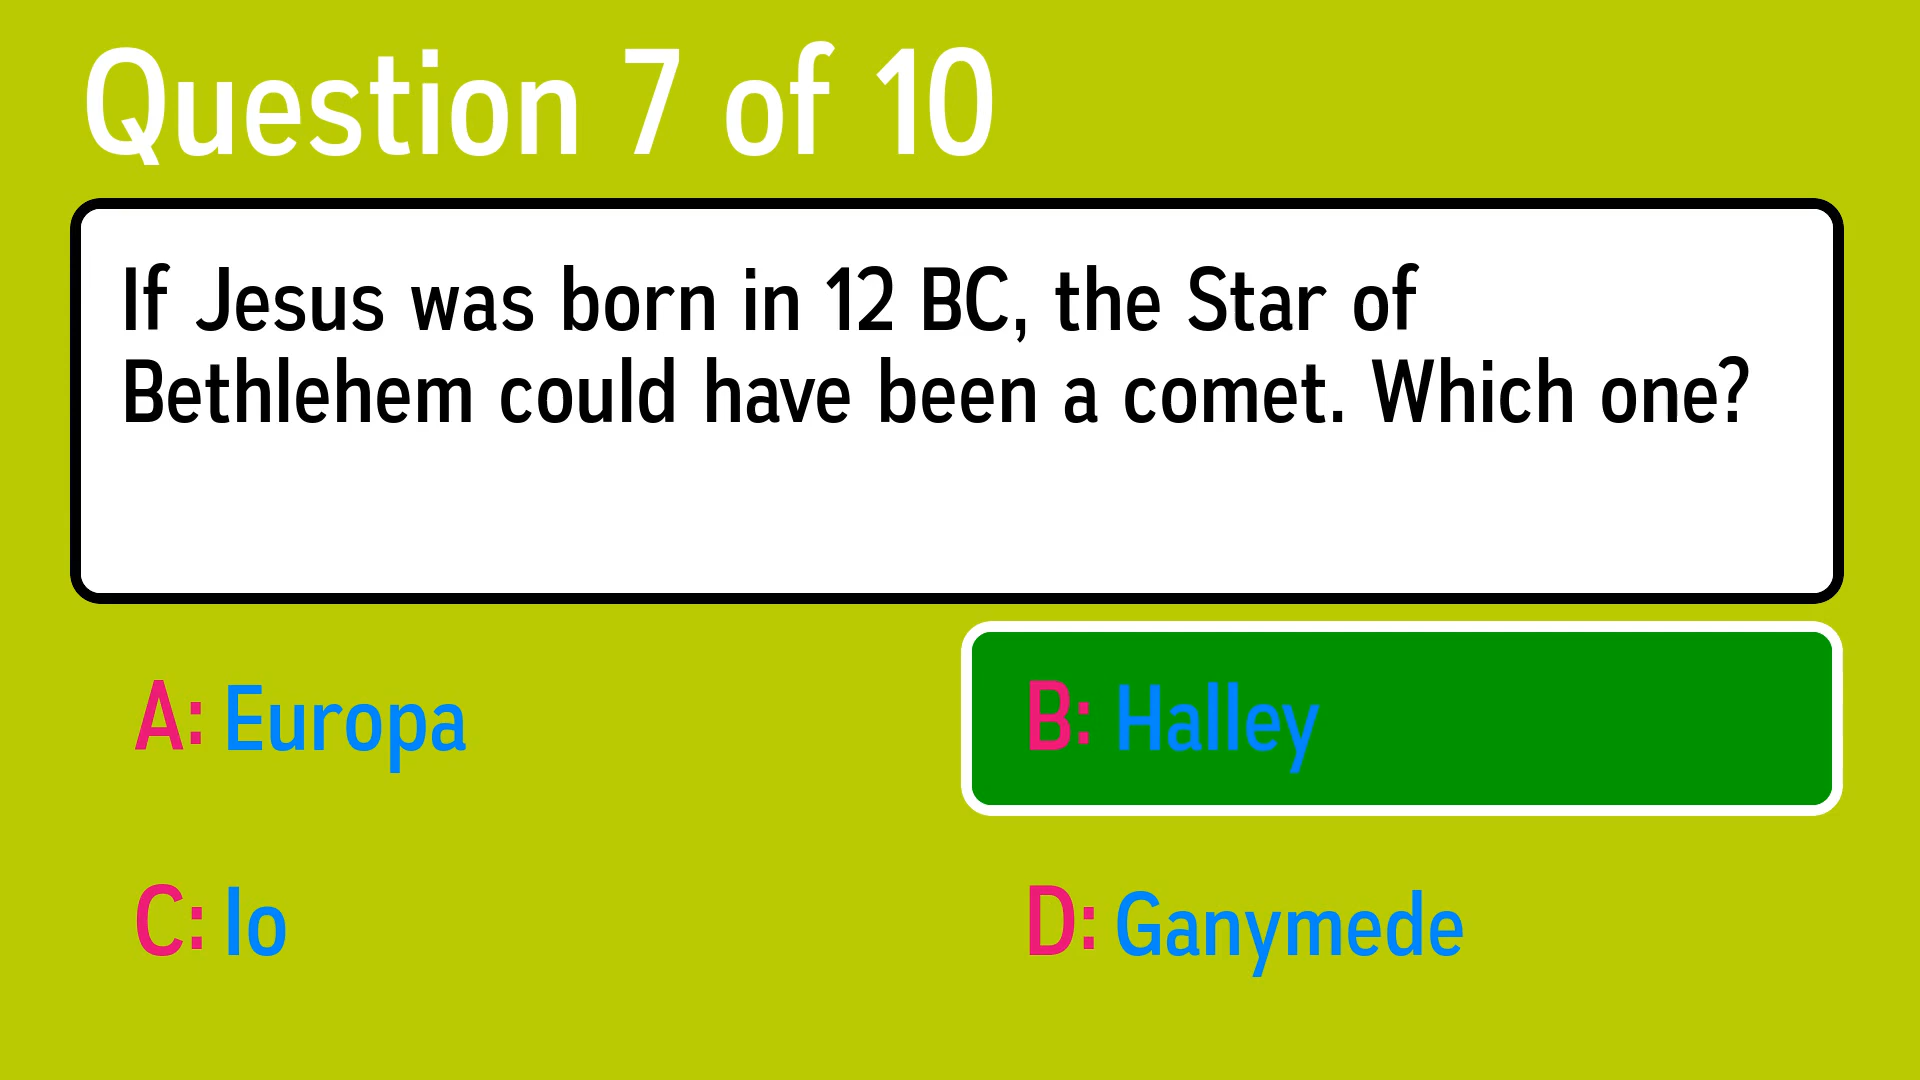 Question 7 of 10
If Jesus was born in 12 BC, the Star of
Bethlehem could have been a comet. Which one?
A: Europa
B: Halley
C: Io
D: Ganymede